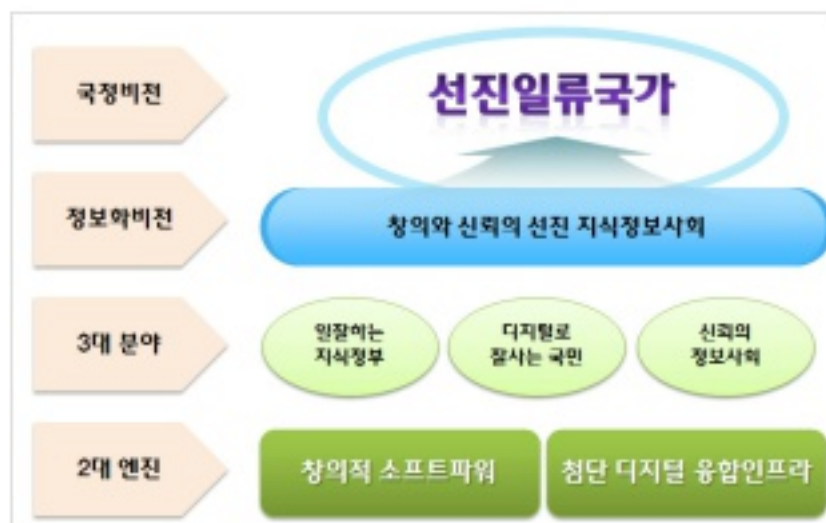 국정비전
선진일류국가
정보화비전
창의와 신뢰의 선진 지식정보사회
3대 분야
일잘하는
지식정부
디지털로
잘사는 국민
신뢰의
정보사회
2대 엔진
창의적 소프트파워
첨단 디지털 융합인프라